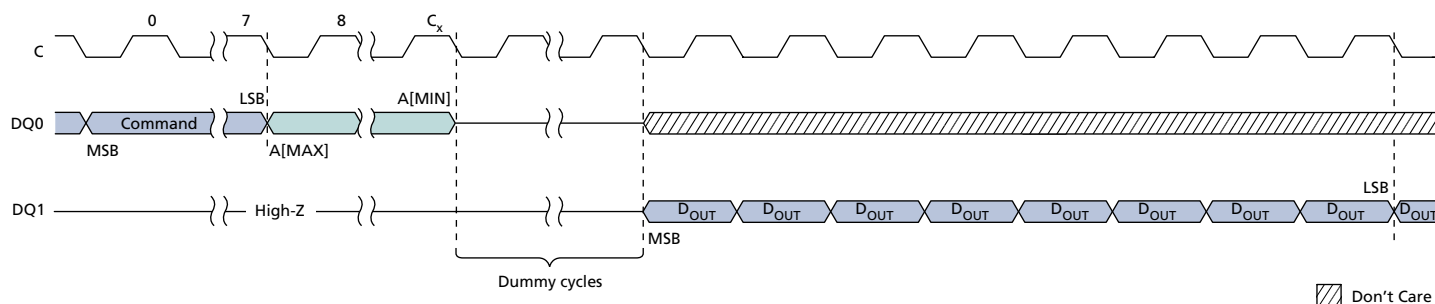 0 7 8 Cx
C
LSB A[MIN]
DQ0 Command
MSB A[MAX]
LSB
DQ1 High-Z DOUT DOUT DOUT DOUT DOUT DOUT DOUT DOUT DOUT
MSB
Dummy cycles
Don't Care